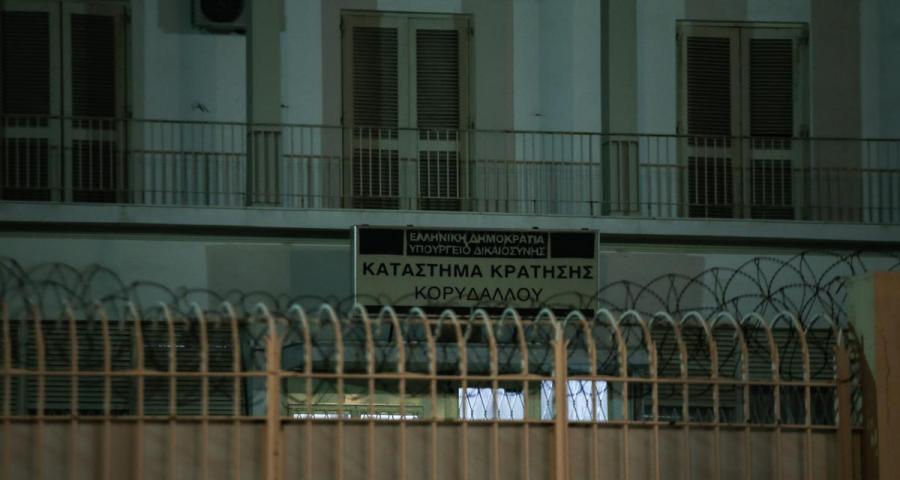 ΕΛΛΗΝΙΚΗ ΔΗΜΟΚΡΑΤΙΑ
ΥΠΟΥΡΓΕΙΟ ΔΙΚΑΙΟΣΥΝΗΣ
ΚΑΤΑΣΤΗΜΑ ΚΡΑΤΗΣΗΣ
ΚΟΡΥΔΑΛΛΟΥ